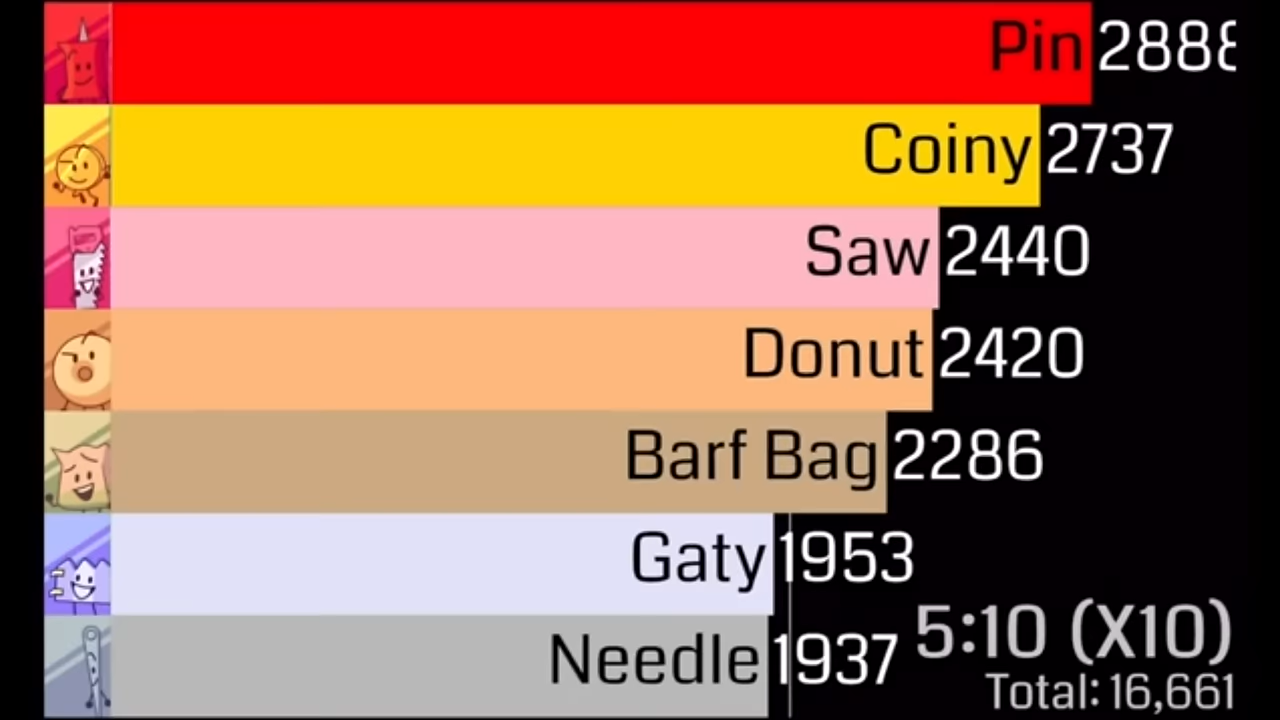 Pin 2888
Coiny 2737
Saw 2440
Donut 2420
Barf Bag 2286
Gaty 1953
Needle 1937
5:10 (X10)
Total: 16,661